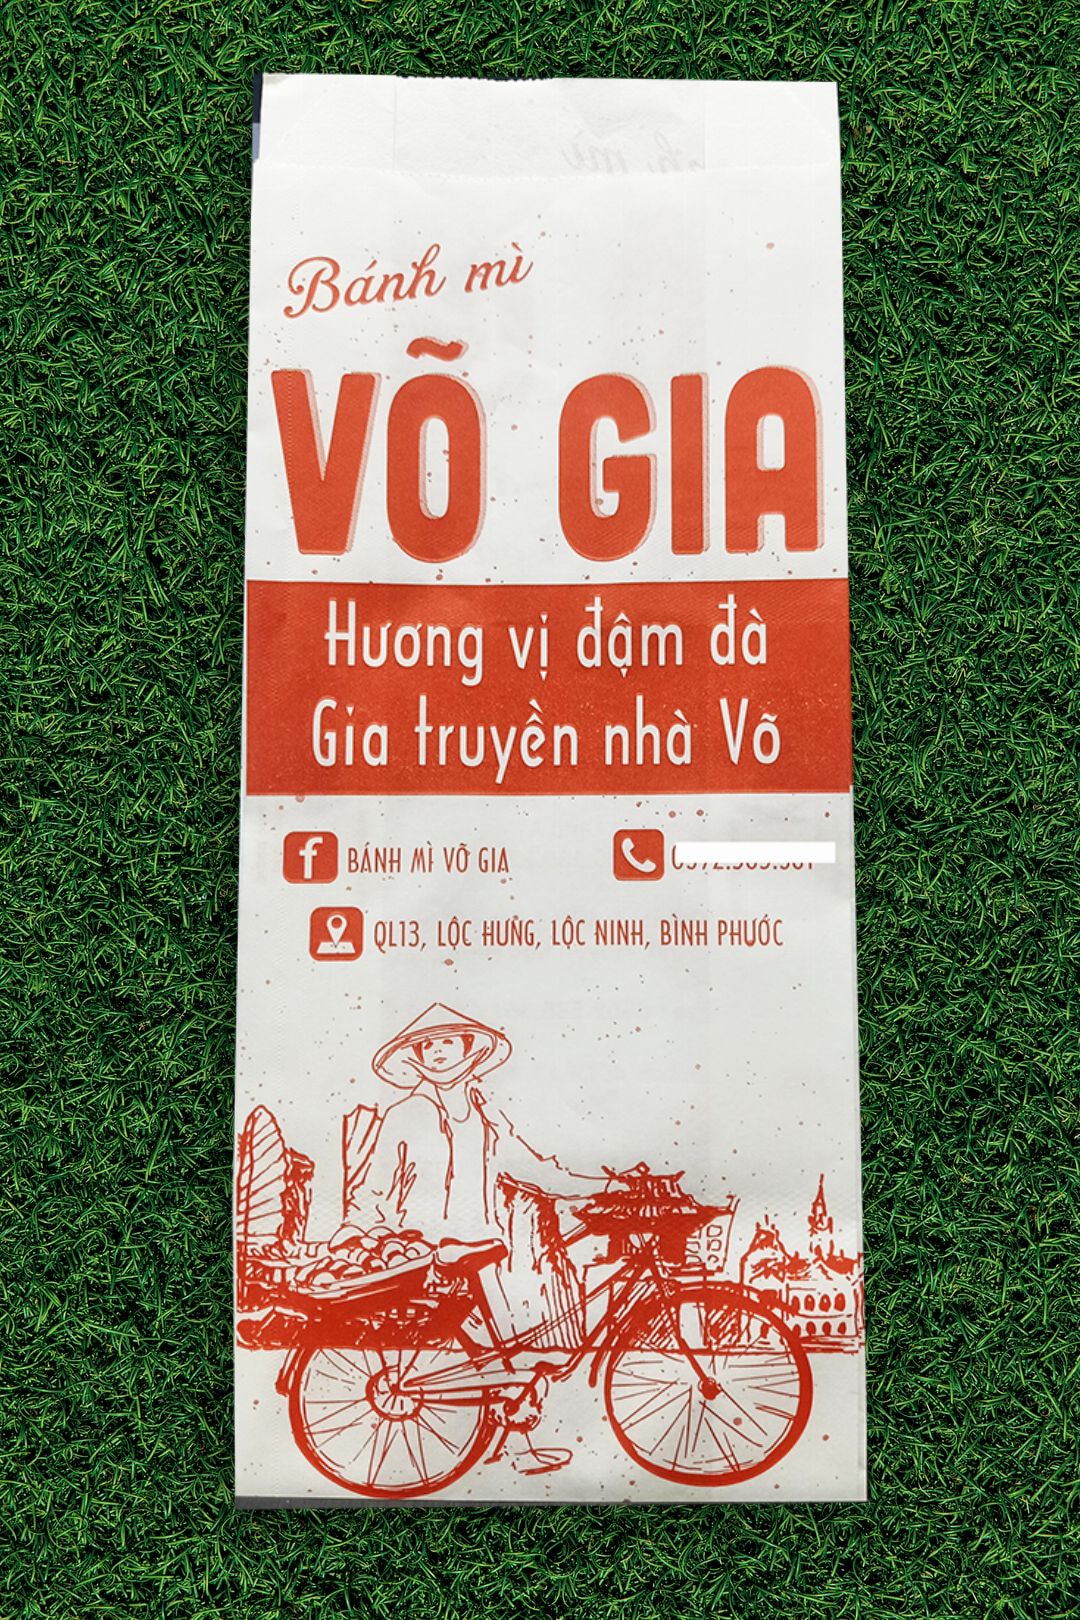 Bánh mì
VÕ GIA
Hương vị đậm đà
Gia truyền nhà Võ
BÁNH MÌ VÕ GIA
QL13, LỘC HƯNG, LỘC NINH, BÌNH PHƯỚC